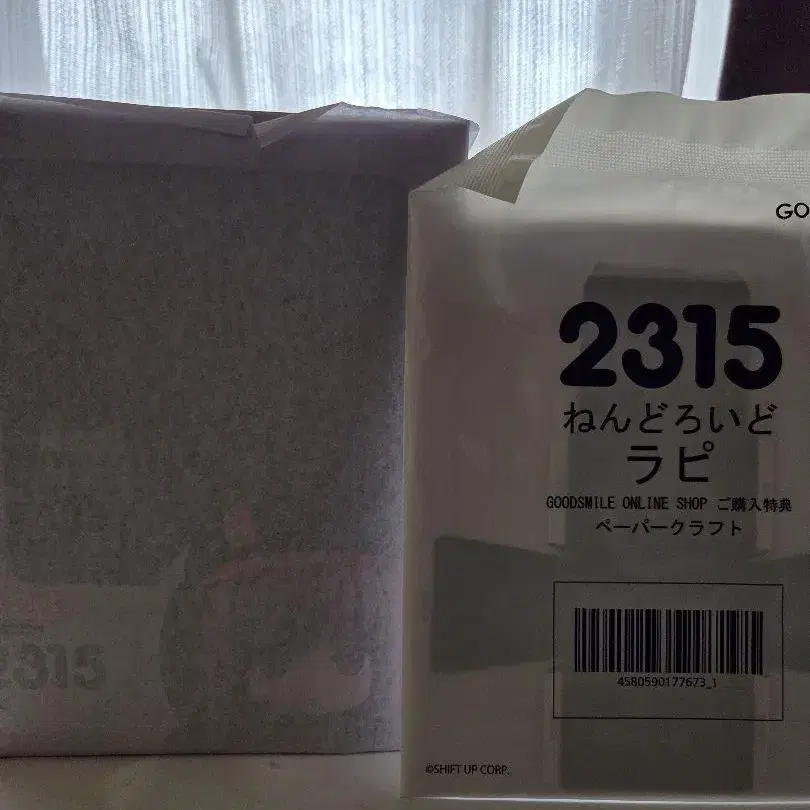 2315
GO
2315
ねんどろいど
ラピ
GOODSMILE ONLINE SHOP ご購入特典
ペーパークラフト
4580590177673_1
©SHIFT UP CORP.